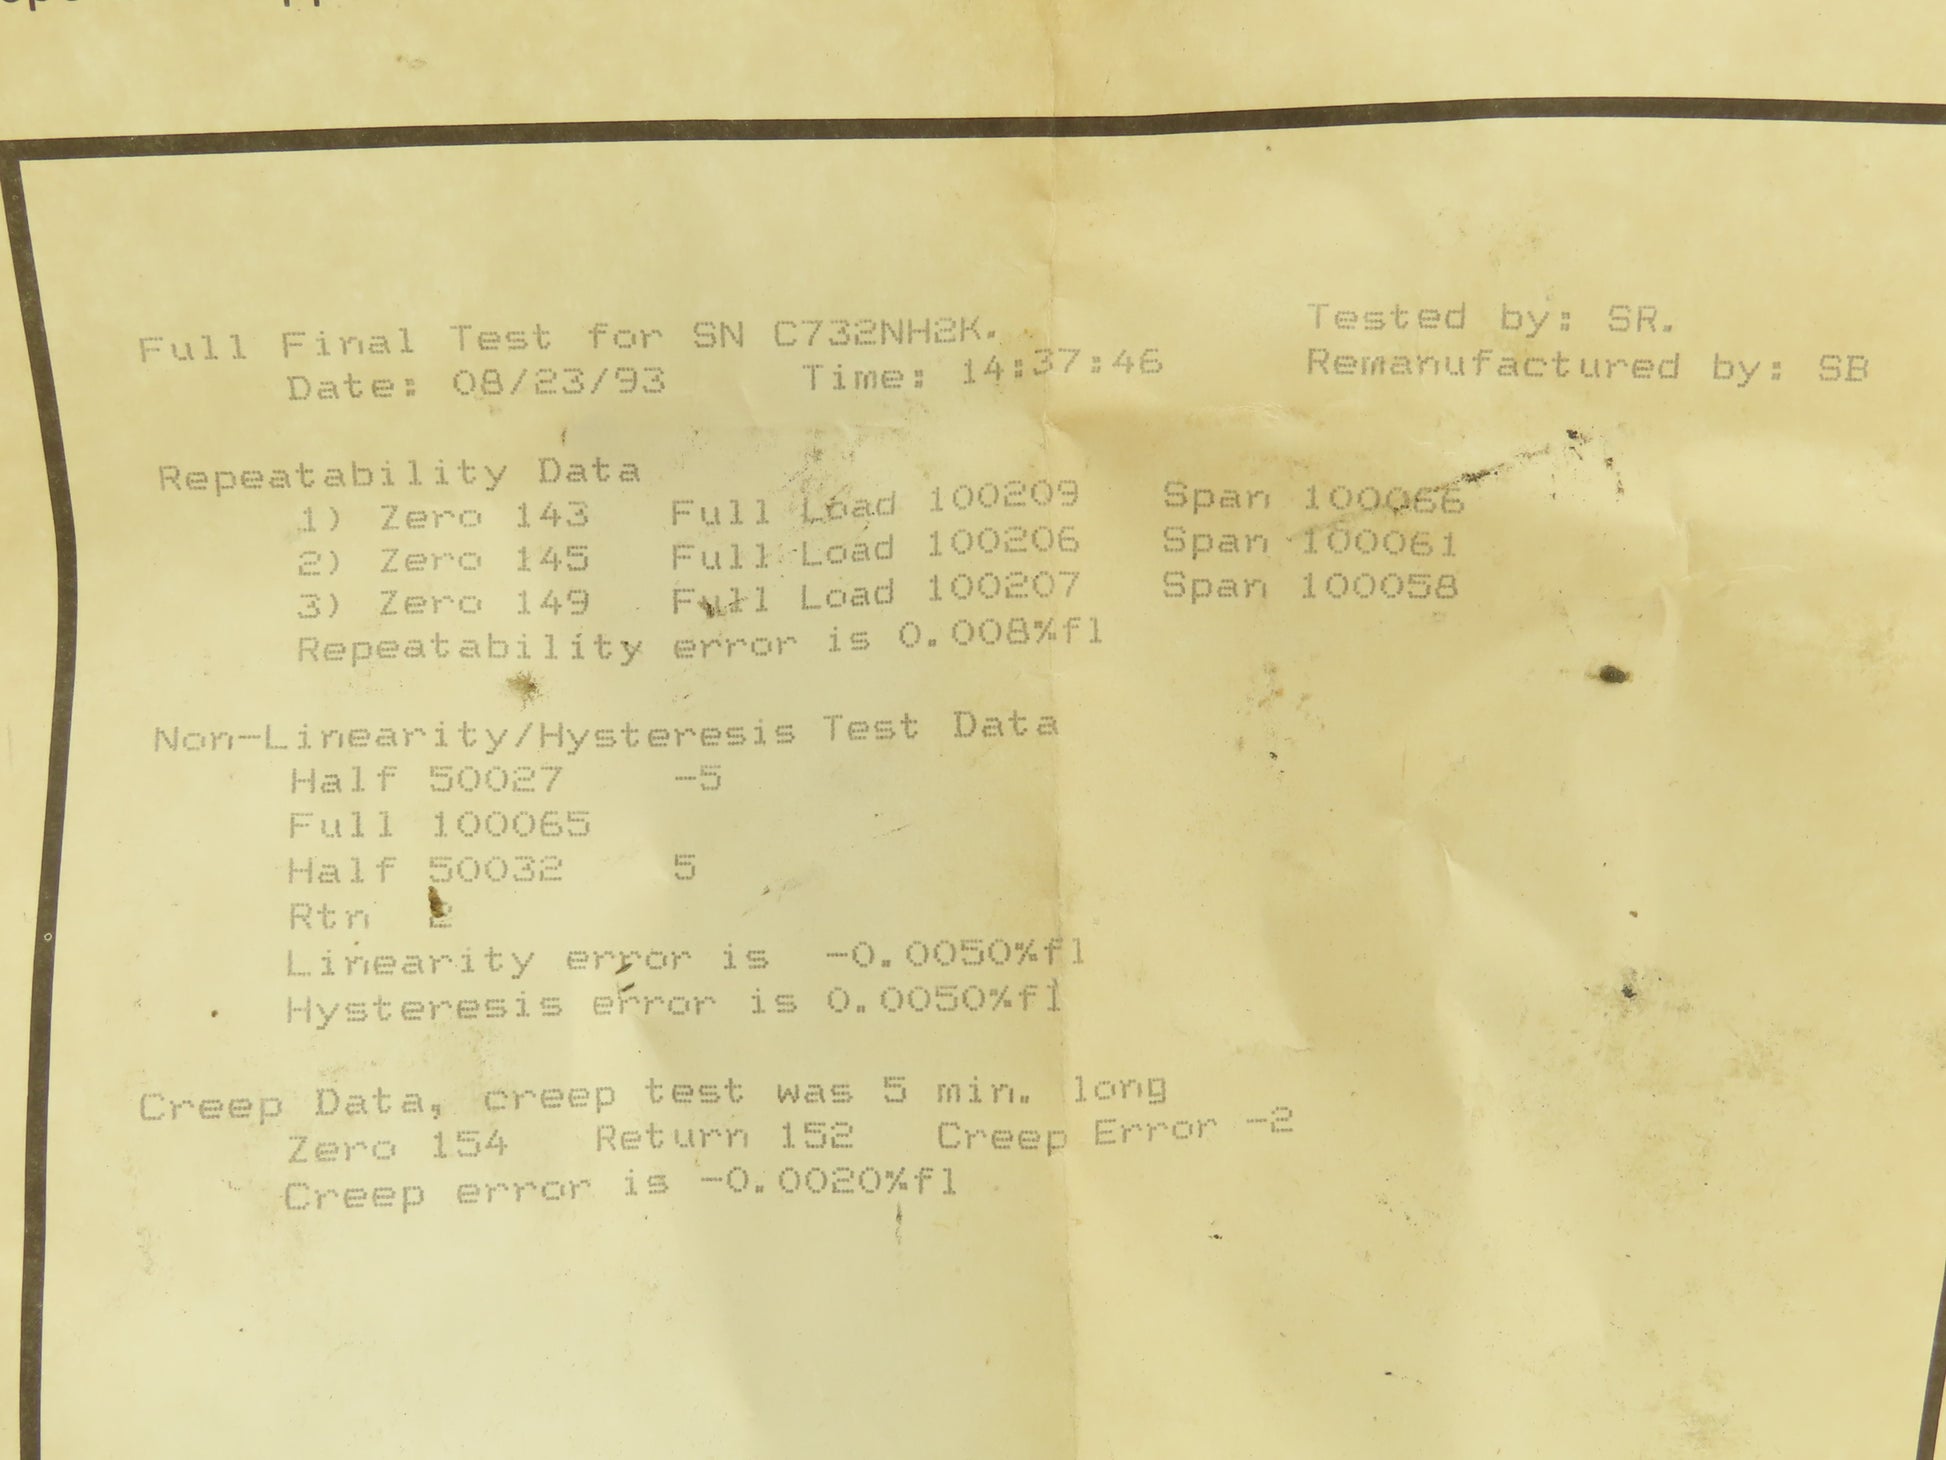 Full Final Test for SN C732NH2K. Tested by: SR.
Date: 08/23/93 Time: 14:37:46 Remanufactured by: SB
Repeatability Data
1) Zero 143 Full Load 100209 Span 100066
2) Zero 145 Full Load 100206 Span 100061
3) Zero 149 Full Load 100207 Span 100058
Repeatability error is 0.008%fl
Non-Linearity/Hysteresis Test Data
Half 50027 -5
Full 100065
Half 50032 5
Rtn 2
Linearity error is -0.0050%fl
Hysteresis error is 0.0050%fl
Creep Data, creep test was 5 min. long
Zero 154 Return 152 Creep Error -2
Creep error is -0.0020%fl